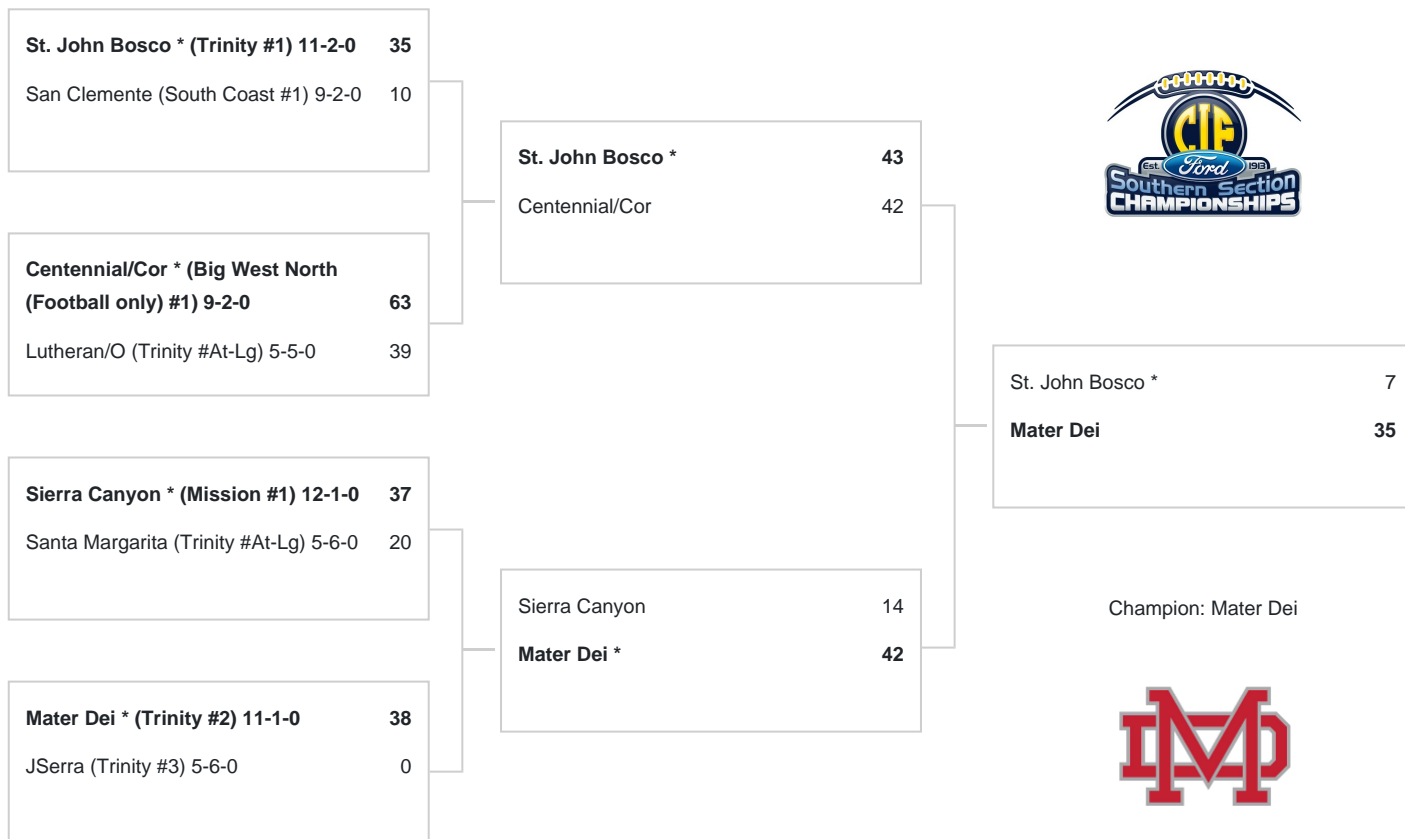 St. John Bosco * (Trinity #1) 11-2-0 35
San Clemente (South Coast #1) 9-2-0 10
Centennial/Cor * (Big West North
(Football only) #1) 9-2-0 63
Lutheran/O (Trinity #At-Lg) 5-5-0 39
Sierra Canyon * (Mission #1) 12-1-0 37
Santa Margarita (Trinity #At-Lg) 5-6-0 20
Mater Dei * (Trinity #2) 11-1-0 38
JSerra (Trinity #3) 5-6-0 0
St. John Bosco * 43
Centennial/Cor 42
Sierra Canyon 14
Mater Dei * 42
CIF
Est. Ford 1913
Southern Section
CHAMPIONSHIPS
St. John Bosco * 7
Mater Dei 35
Champion: Mater Dei
MD